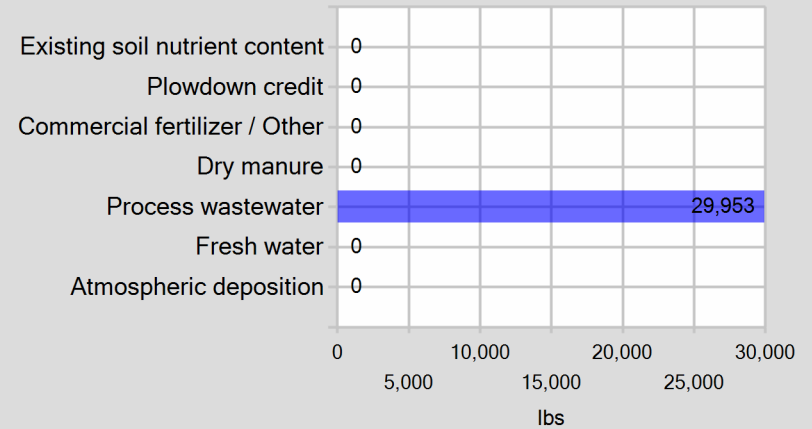 Existing soil nutrient content 0
Plowdown credit 0
Commercial fertilizer / Other 0
Dry manure 0
Process wastewater 29,953
Fresh water 0
Atmospheric deposition 0
0 10,000 20,000 30,000
5,000 15,000 25,000
lbs